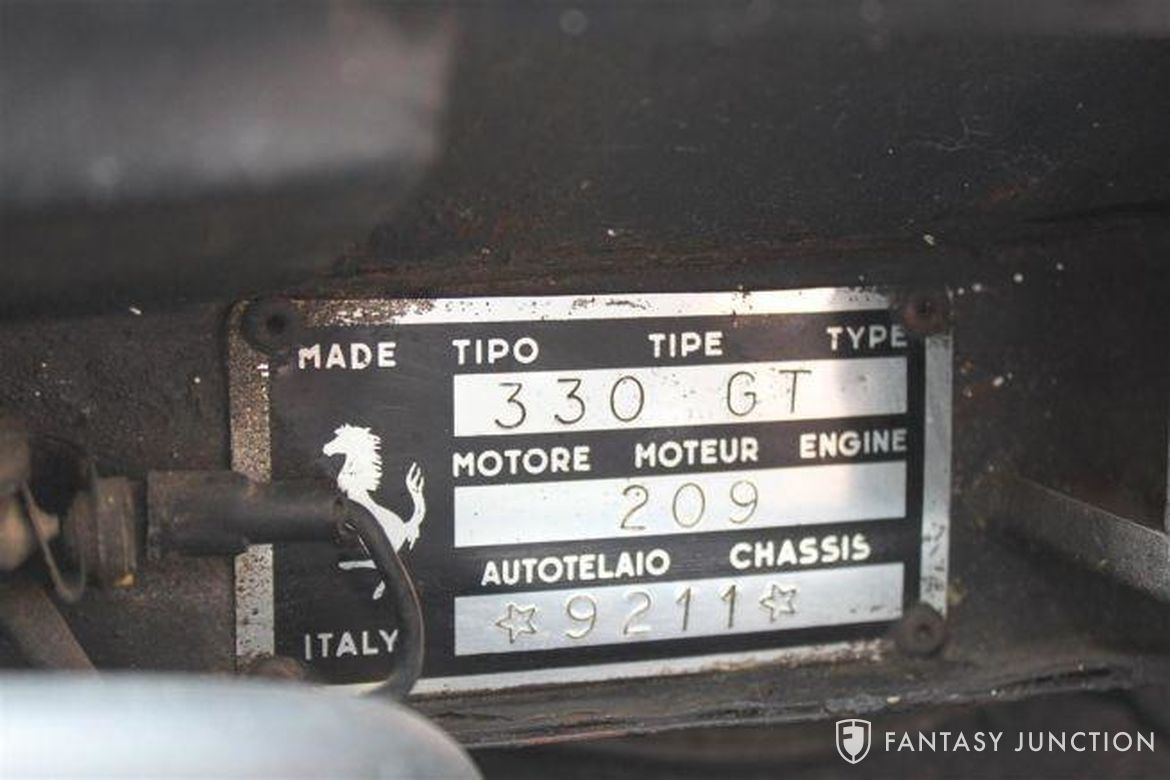 MADE
TIPO TIPE TYPE
330 GT
MOTORE MOTEUR ENGINE
209
AUTOTELAIO CHASSIS
☆9211☆
ITALY
FANTASY JUNCTION